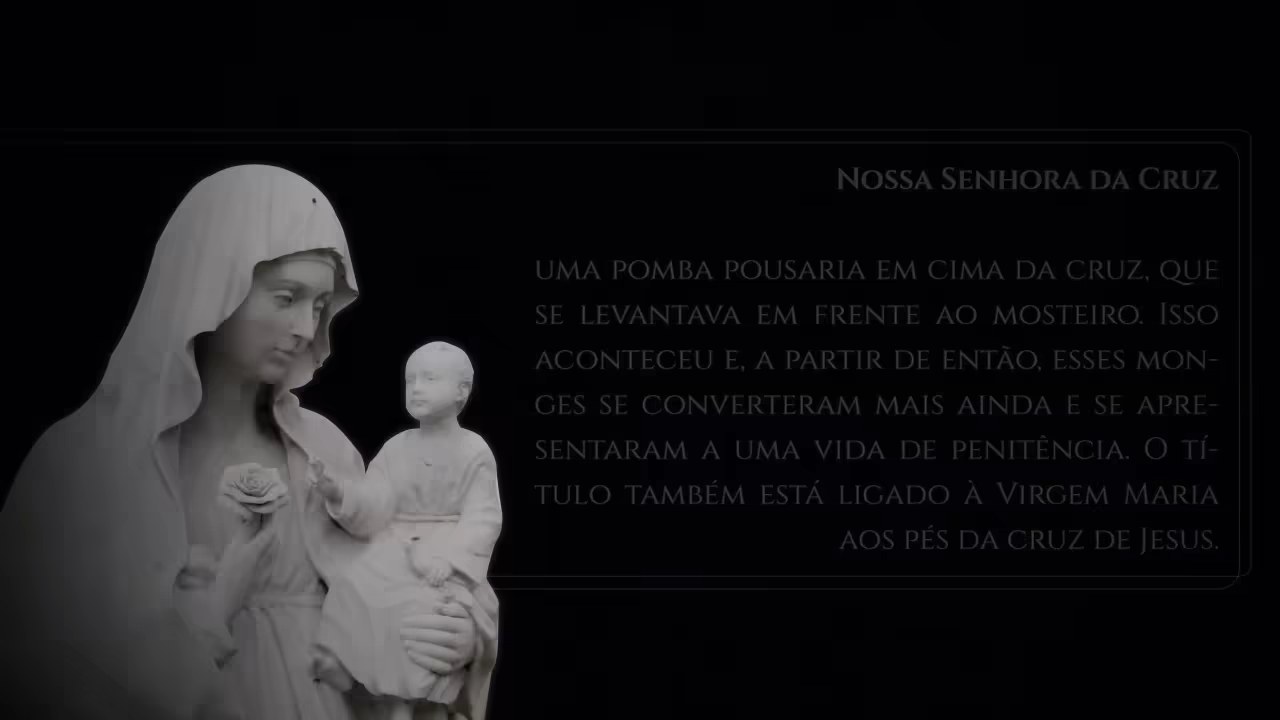 Nossa Senhora da Cruz
uma pomba pousaria em cima da cruz, que
se levantava em frente ao mosteiro. Isso
aconteceu e, a partir de então, esses mon-
ges se converteram mais ainda e se apre-
sentaram a uma vida de penitência. O tí-
tulo também está ligado à Virgem Maria
aos pés da cruz de Jesus.